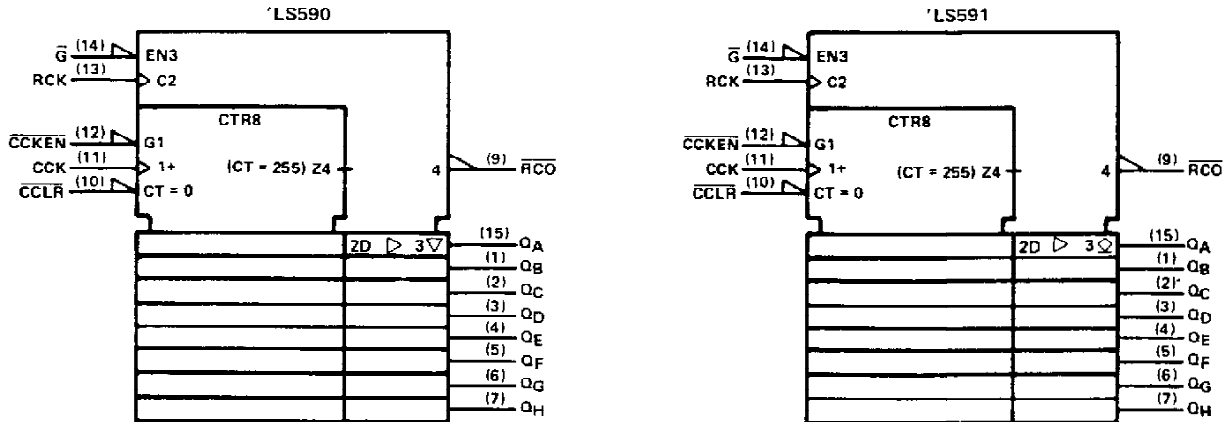 'LS590
G̅ (14) EN3
RCK (13) C2
CTR8
C̅C̅K̅E̅N̅ (12) G1
CCK (11) 1+ (CT = 255) Z4 4 (9) R̅C̅O̅
C̅C̅L̅R̅ (10) CT = 0
2D ▷ 3▽ (15) QA
(1) QB
(2) QC
(3) QD
(4) QE
(5) QF
(6) QG
(7) QH
'LS591
G̅ (14) EN3
RCK (13) C2
CTR8
C̅C̅K̅E̅N̅ (12) G1
CCK (11) 1+ (CT = 255) Z4 4 (9) R̅C̅O̅
C̅C̅L̅R̅ (10) CT = 0
2D ▷ 3⎐ (15) QA
(1) QB
(2) QC
(3) QD
(4) QE
(5) QF
(6) QG
(7) QH